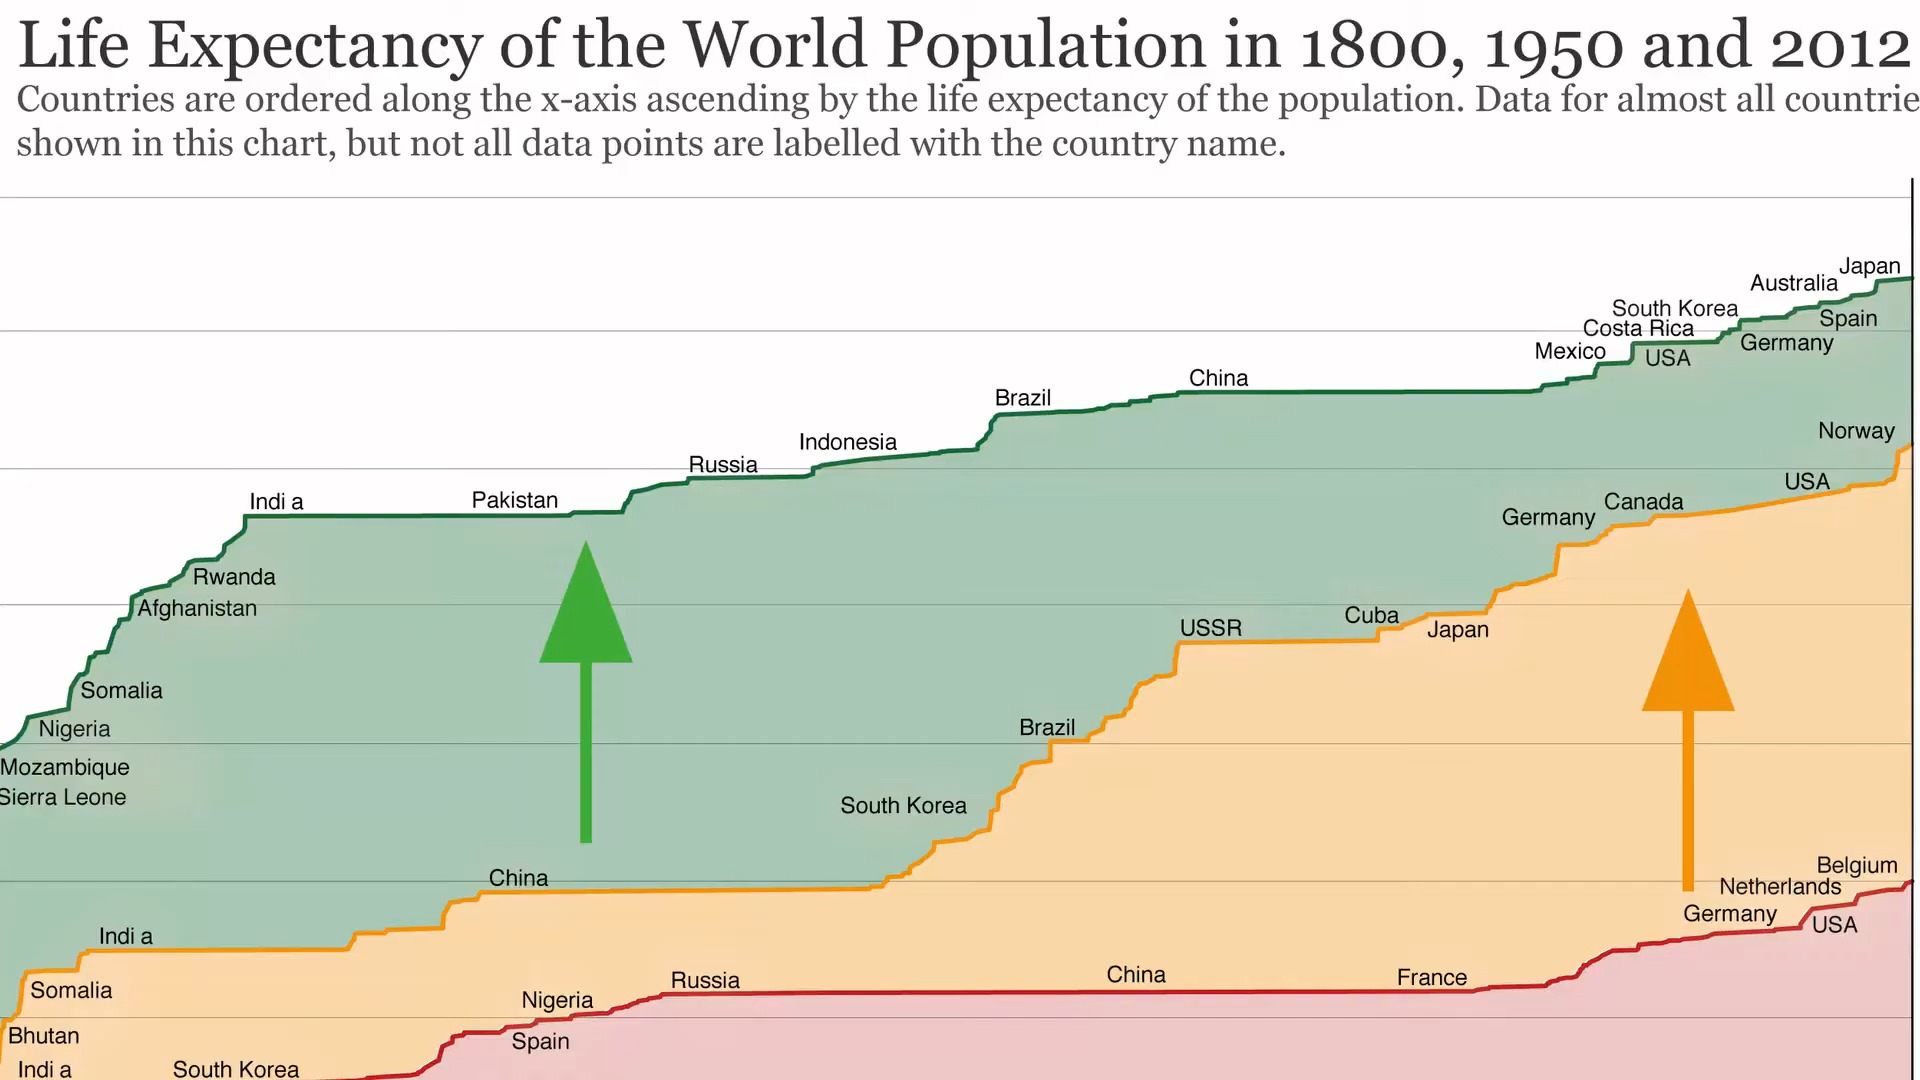 Life Expectancy of the World Population in 1800, 1950 and 2012
Countries are ordered along the x-axis ascending by the life expectancy of the population. Data for almost all countrie
shown in this chart, but not all data points are labelled with the country name.
Japan
Australia
South Korea
Spain
Costa Rica
Germany
Mexico
USA
China
Brazil
Norway
Indonesia
Russia
USA
Indi a
Pakistan
Canada
Germany
Rwanda
Afghanistan
Cuba
USSR
Japan
Somalia
Nigeria
Brazil
Mozambique
Sierra Leone
South Korea
Belgium
China
Netherlands
Germany
USA
Indi a
China
France
Russia
Somalia
Nigeria
Bhutan
Spain
Indi a
South Korea